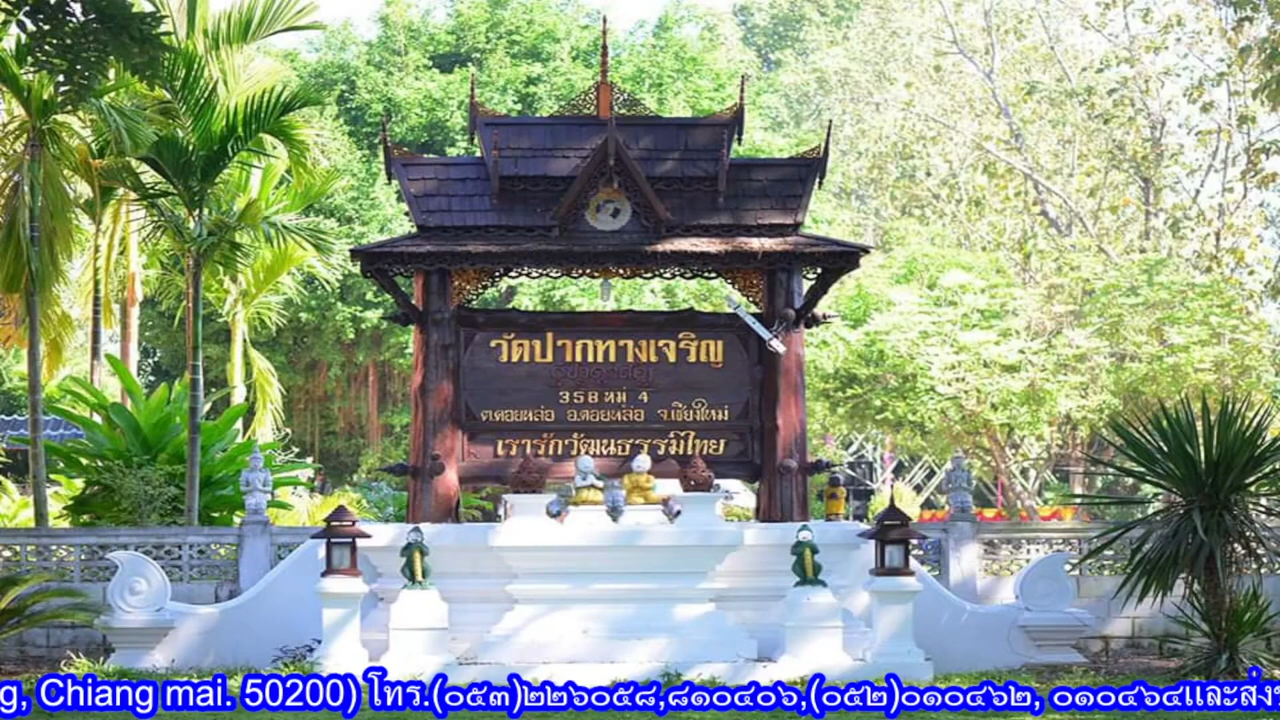 วัดปากทางเจริญ
358 หมู่ 4
ต.ดอยหล่อ อ.ดอยหล่อ จ.เชียงใหม่
เรารักวัฒนธรรมไทย
g, Chiang mai. 50200) โทร.(๐๕๓)๒๒๖๐๕๘,๘๑๐๔๐๖,(๐๕๒)๐๑๐๔๖๒, ๐๑๐๔๖๔และส่ง